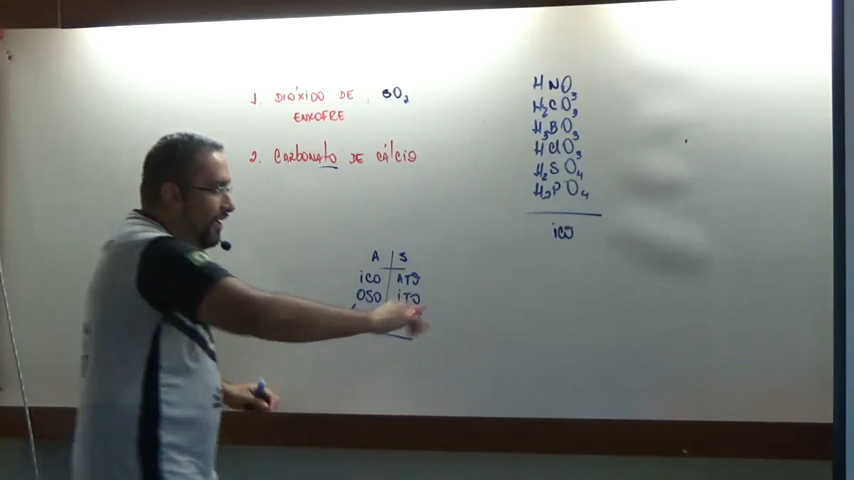 1. DIÓXIDO DE SO₂
ENXOFRE
2. CARBONATO DE CÁLCIO
A | S
ICO | ATO
OSO | ITO
HNO₃
H₂CO₃
H₃BO₃
HClO₃
H₂SO₄
H₃PO₄
ico